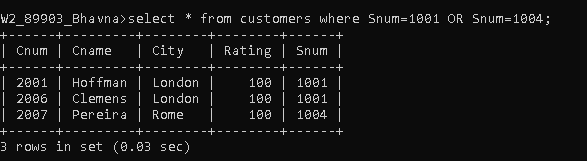 W2_89903_Bhavna>select * from customers where Snum=1001 OR Snum=1004;
+------+---------+--------+--------+------+
| Cnum | Cname   | City   | Rating | Snum |
+------+---------+--------+--------+------+
| 2001 | Hoffman | London |    100 | 1001 |
| 2006 | Clemens | London |    100 | 1001 |
| 2007 | Pereira | Rome   |    100 | 1004 |
+------+---------+--------+--------+------+
3 rows in set (0.03 sec)